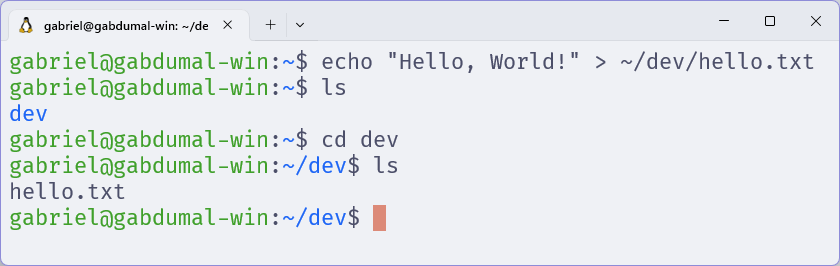 gabriel@gabdumal-win: ~/de
gabriel@gabdumal-win:~$ echo "Hello, World!" > ~/dev/hello.txt
gabriel@gabdumal-win:~$ ls
dev
gabriel@gabdumal-win:~$ cd dev
gabriel@gabdumal-win:~/dev$ ls
hello.txt
gabriel@gabdumal-win:~/dev$